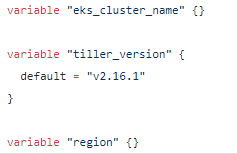 variable "eks_cluster_name" {}
variable "tiller_version" {
  default = "v2.16.1"
}
variable "region" {}